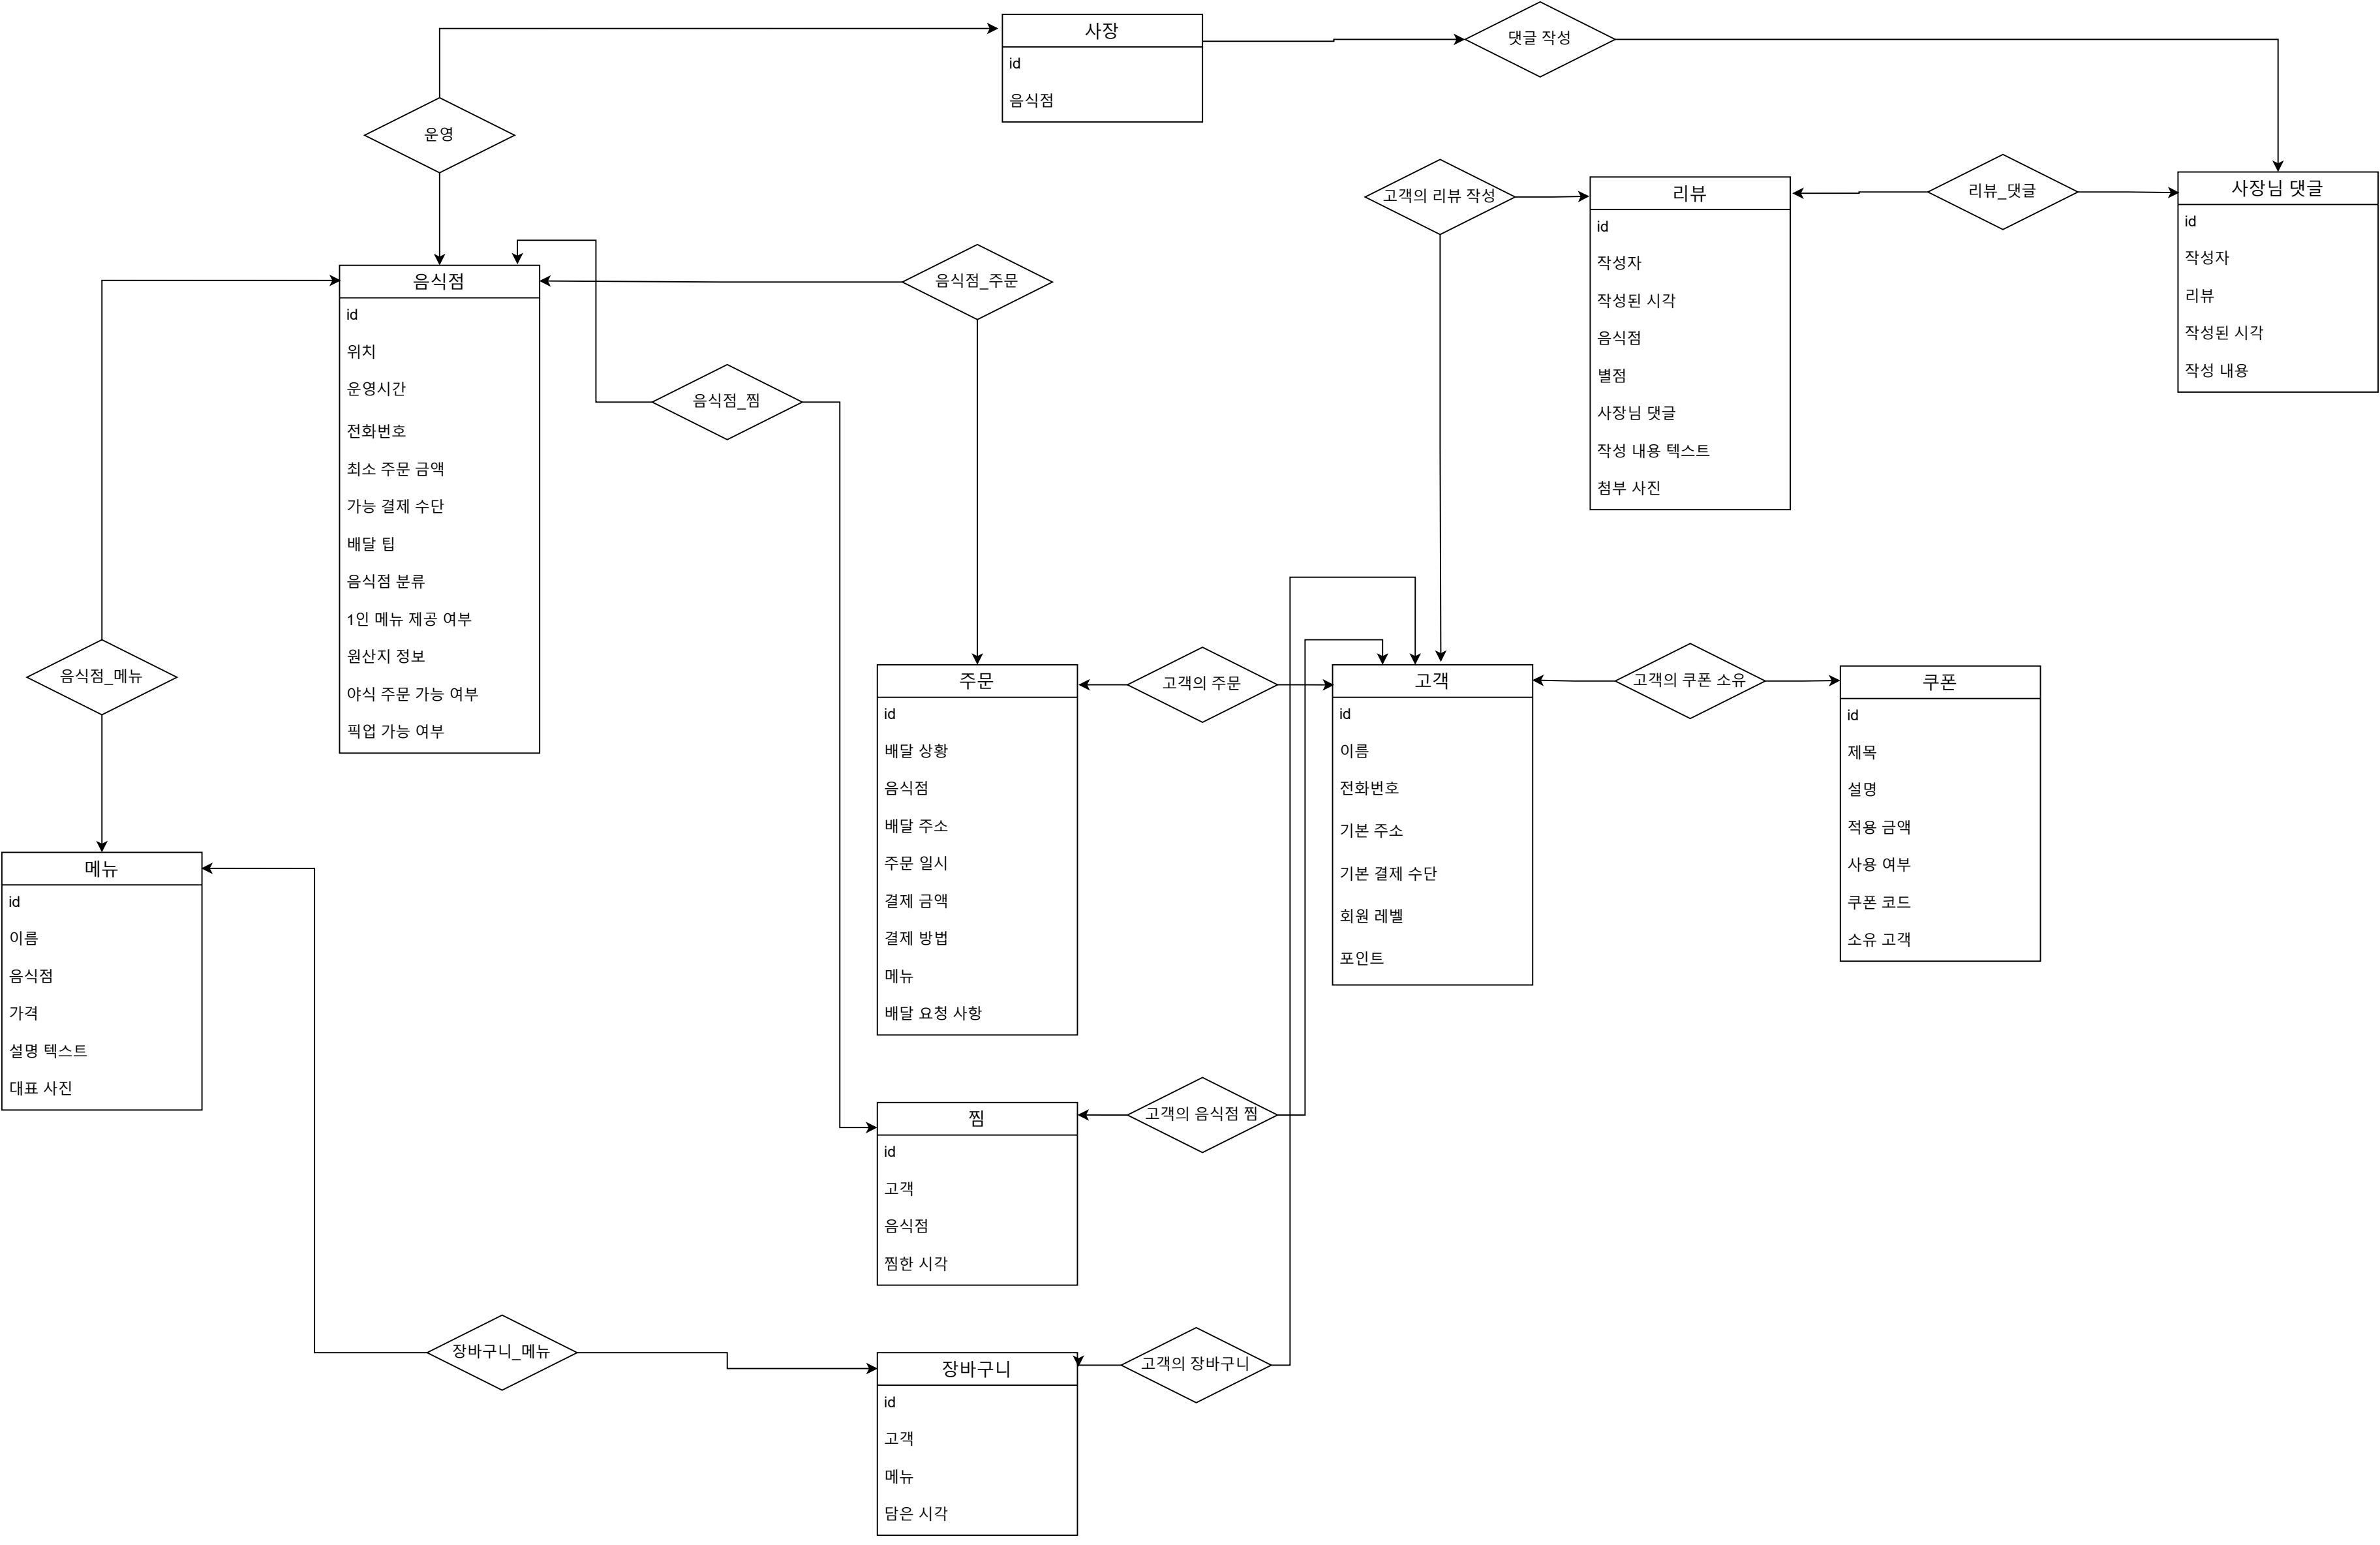 사장
id
음식점
댓글 작성
운영
고객의 리뷰 작성
리뷰
id
작성자
작성된 시각
음식점
별점
사장님 댓글
작성 내용 텍스트
첨부 사진
리뷰_댓글
사장님 댓글
id
작성자
리뷰
작성된 시각
작성 내용
음식점
id
위치
운영시간
전화번호
최소 주문 금액
가능 결제 수단
배달 팁
음식점 분류
1인 메뉴 제공 여부
원산지 정보
야식 주문 가능 여부
픽업 가능 여부
음식점_주문
음식점_찜
음식점_메뉴
주문
id
배달 상황
음식점
배달 주소
주문 일시
결제 금액
결제 방법
메뉴
배달 요청 사항
고객의 주문
고객
id
이름
전화번호
기본 주소
기본 결제 수단
회원 레벨
포인트
고객의 쿠폰 소유
쿠폰
id
제목
설명
적용 금액
사용 여부
쿠폰 코드
소유 고객
메뉴
id
이름
음식점
가격
설명 텍스트
대표 사진
찜
id
고객
음식점
찜한 시각
고객의 음식점 찜
장바구니_메뉴
장바구니
id
고객
메뉴
담은 시각
고객의 장바구니